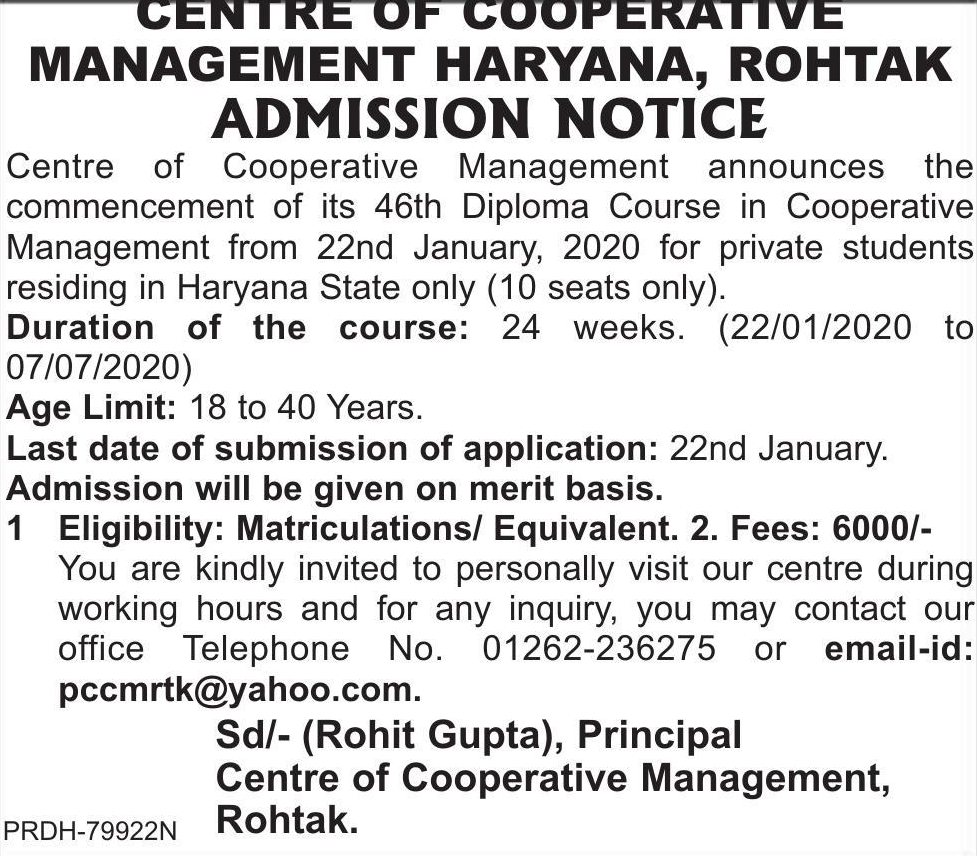 CENTRE OF COOPERATIVE
MANAGEMENT HARYANA, ROHTAK
ADMISSION NOTICE
Centre of Cooperative Management announces the
commencement of its 46th Diploma Course in Cooperative
Management from 22nd January, 2020 for private students
residing in Haryana State only (10 seats only).
Duration of the course: 24 weeks. (22/01/2020 to
07/07/2020)
Age Limit: 18 to 40 Years.
Last date of submission of application: 22nd January.
Admission will be given on merit basis.
1 Eligibility: Matriculations/ Equivalent. 2. Fees: 6000/-
You are kindly invited to personally visit our centre during
working hours and for any inquiry, you may contact our
office Telephone No. 01262-236275 or email-id:
pccmrtk@yahoo.com.
Sd/- (Rohit Gupta), Principal
Centre of Cooperative Management,
Rohtak.
PRDH-79922N